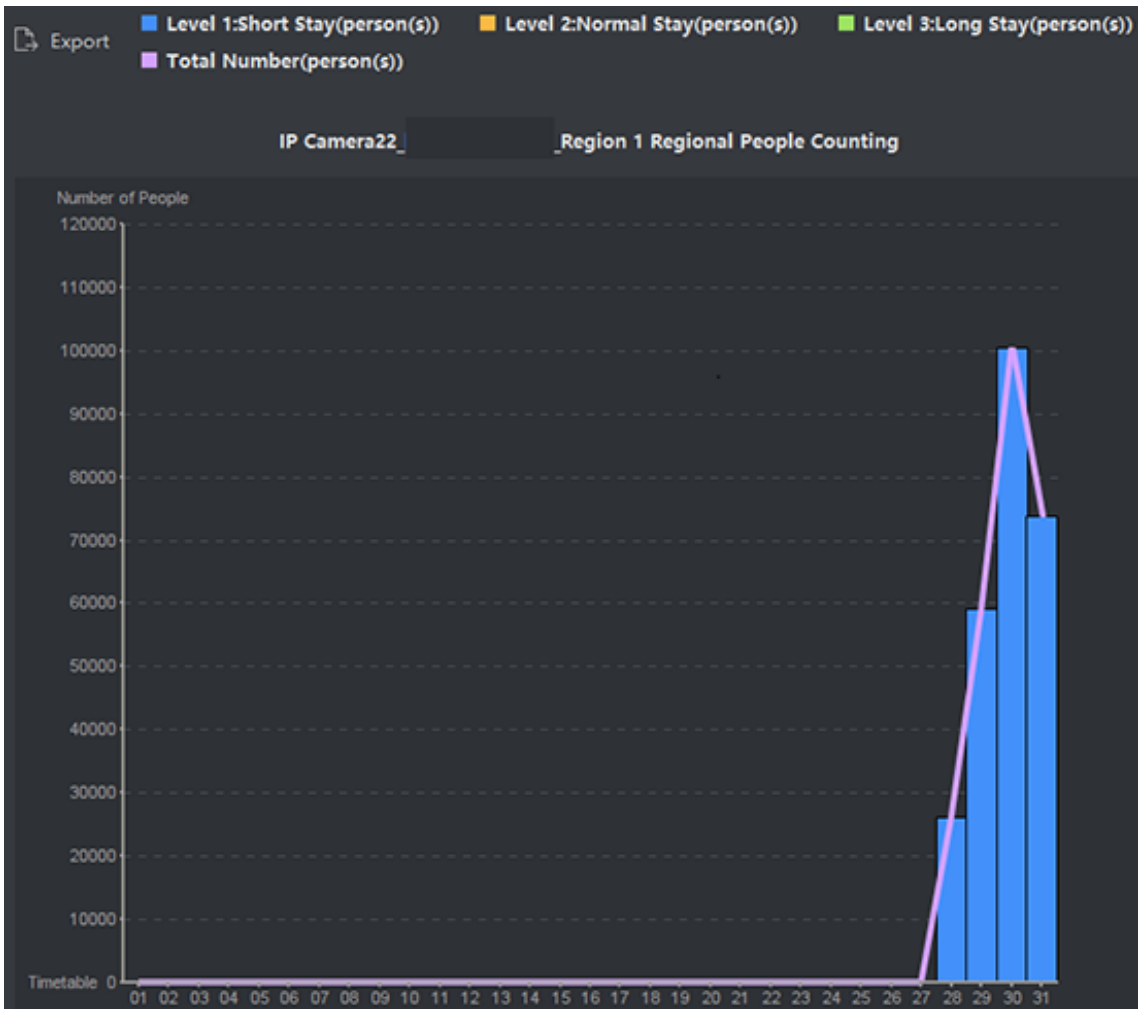 Export
Level 1:Short Stay(person(s))
Level 2:Normal Stay(person(s))
Level 3:Long Stay(person(s))
Total Number(person(s))
IP Camera22_ _Region 1 Regional People Counting
Number of People
120000
110000
100000
90000
80000
70000
60000
50000
40000
30000
20000
10000
Timetable 0
01 02 03 04 05 06 07 08 09 10 11 12 13 14 15 16 17 18 19 20 21 22 23 24 25 26 27 28 29 30 31